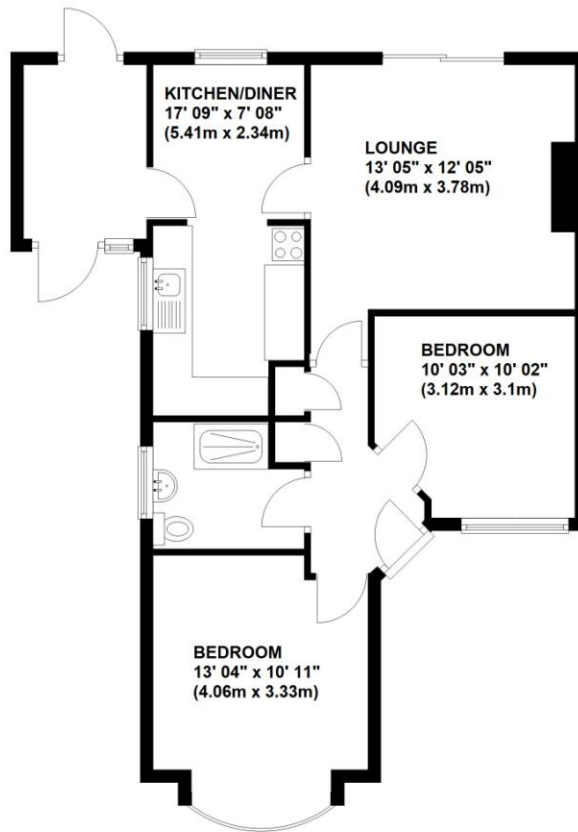 KITCHEN/DINER
17' 09" x 7' 08"
(5.41m x 2.34m)
LOUNGE
13' 05" x 12' 05"
(4.09m x 3.78m)
BEDROOM
10' 03" x 10' 02"
(3.12m x 3.1m)
BEDROOM
13' 04" x 10' 11"
(4.06m x 3.33m)